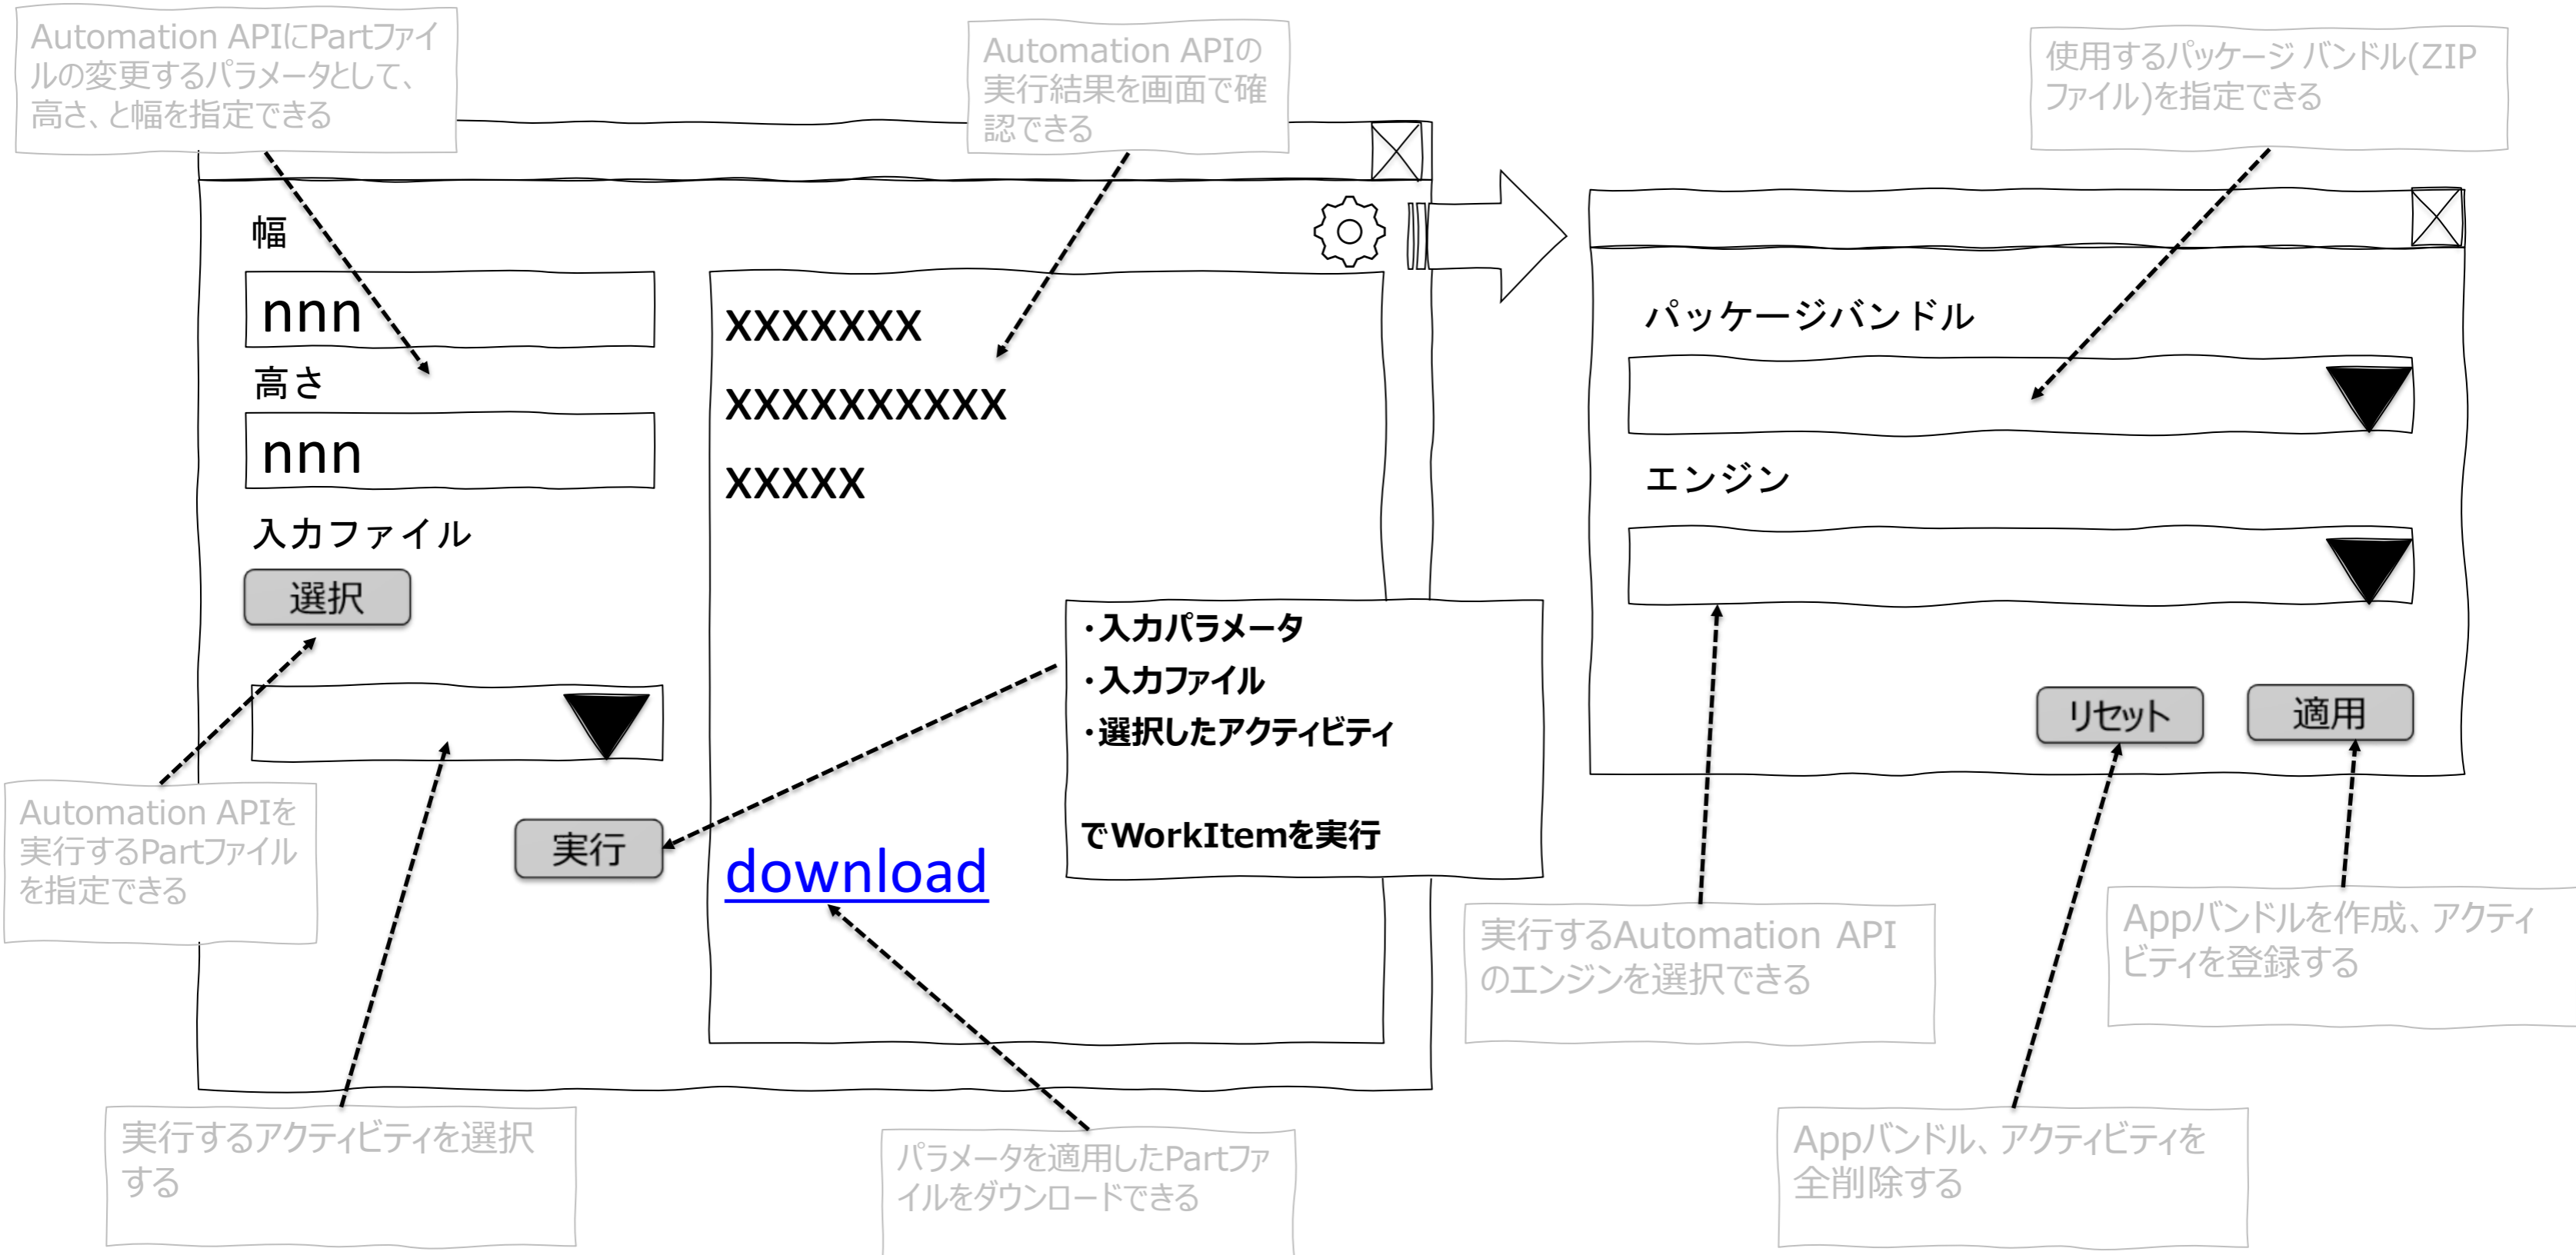 Automation APIにPartファイ
ルの変更するパラメータとして、
高さ、と幅を指定できる
Automation APIの
実行結果を画面で確
認できる
使用するパッケージ バンドル(ZIP
ファイル)を指定できる
幅
nnn
高さ
nnn
入力ファイル
選択
実行
xxxxxxx
xxxxxxxxxx
xxxxx
download
・入力パラメータ
・入力ファイル
・選択したアクティビティ
でWorkItemを実行
パッケージバンドル
エンジン
リセット
適用
Automation APIを
実行するPartファイル
を指定できる
実行するアクティビティを選択
する
パラメータを適用したPartファ
イルをダウンロードできる
実行するAutomation API
のエンジンを選択できる
Appバンドルを作成、アクティ
ビティを登録する
Appバンドル、アクティビティを
全削除する